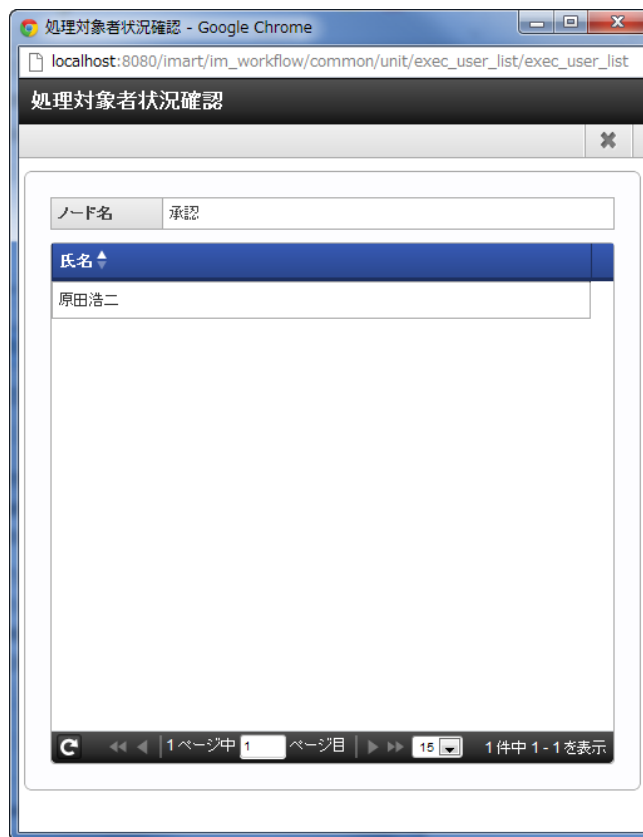 処理対象者状況確認 - Google Chrome
localhost:8080/imart/im_workflow/common/unit/exec_user_list/exec_user_list
処理対象者状況確認
ノード名 承認
氏名
原田浩二
1ページ中 1 ページ目 15 1件中 1 - 1 を表示